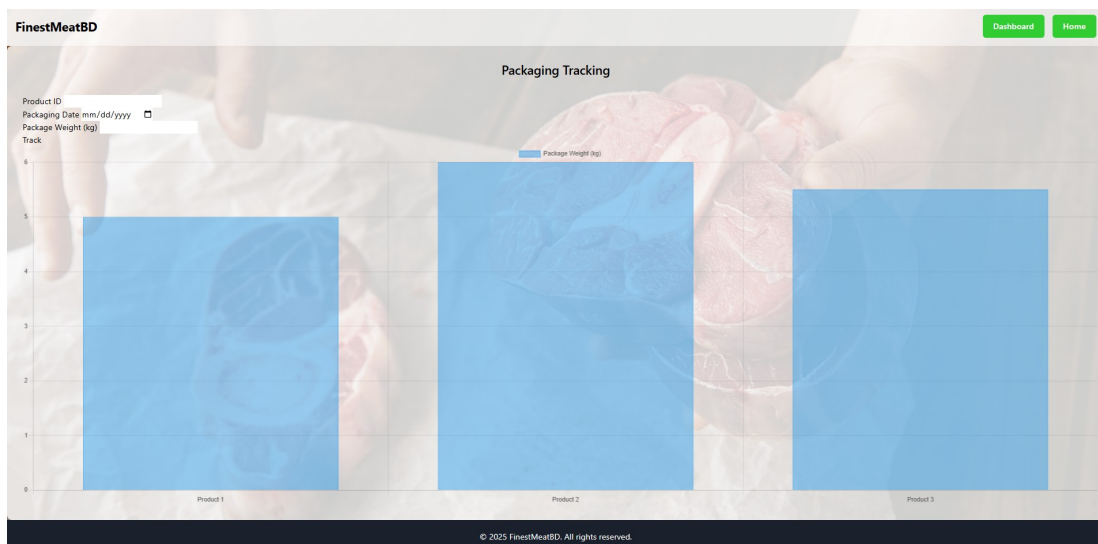 FinestMeatBD
Dashboard
Home
Packaging Tracking
Product ID
Packaging Date mm/dd/yyyy
Package Weight (kg)
Track
Package Weight (kg)
6
5
4
3
2
1
0
Product 1
Product 2
Product 3
© 2025 FinestMeatBD. All rights reserved.